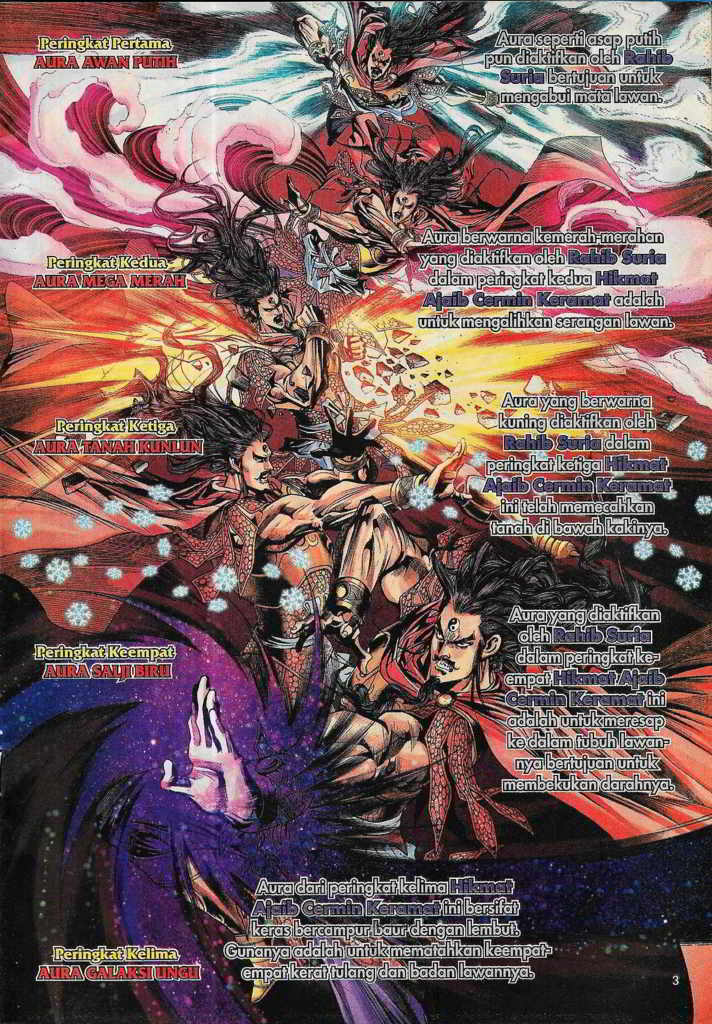 Peringkat Pertama
AURA AWAN PUTIH
Aura seperti asap putih
pun diaktifkan oleh Rahib
Suria bertujuan untuk
mengabui mata lawan.
Peringkat Kedua
AURA MEGA MERAH
Aura berwarna kemerah-merahan
yang diaktifkan oleh Rahib Suria
dalam peringkat kedua Hikmat
Ajaib Cermin Keramat adalah
untuk mengalihkan serangan lawan.
Peringkat Ketiga
AURA TANAH KUNLUN
Aura yang berwarna
kuning diaktifkan oleh
Rahib Suria dalam
peringkat ketiga Hikmat
Ajaib Cermin Keramat
ini telah memecahkan
tanah di bawah kakinya.
Peringkat Keempat
AURA SALJI BIRU
Aura yang diaktifkan
oleh Rahib Suria
dalam peringkat ke-
empat Hikmat Ajaib
Cermin Keramat ini
adalah untuk meresap
ke dalam tubuh lawan-
nya bertujuan untuk
membekukan darahnya.
Peringkat Kelima
AURA GALAKSI UNGU
Aura dari peringkat kelima Hikmat
Ajaib Cermin Keramat ini bersifat
keras bercampur baur dengan lembut.
Gunanya adalah untuk mematahkan keempat-
empat kerat tulang dan badan lawannya.
3